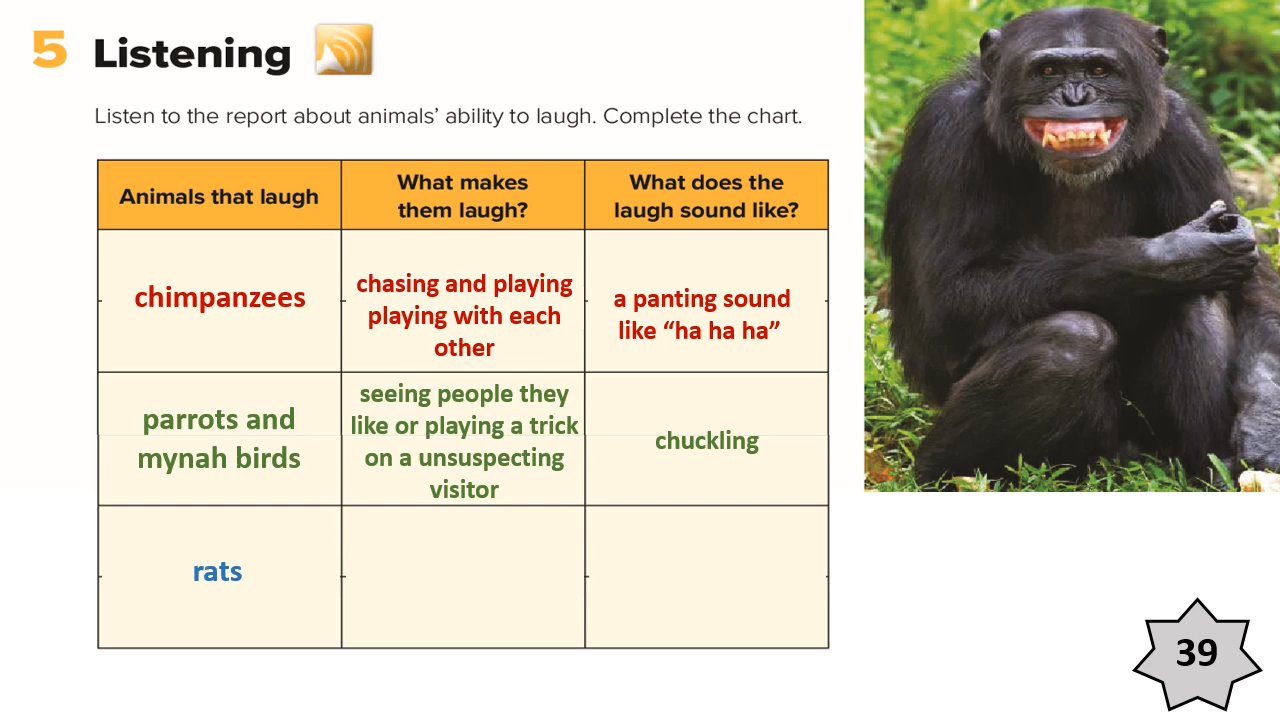 5 Listening
Listen to the report about animals' ability to laugh. Complete the chart.
Animals that laugh
What makes
them laugh?
What does the
laugh sound like?
chimpanzees
chasing and playing
playing with each
other
a panting sound
like “ha ha ha”
parrots and
mynah birds
seeing people they
like or playing a trick
on a unsuspecting
visitor
chuckling
rats
39